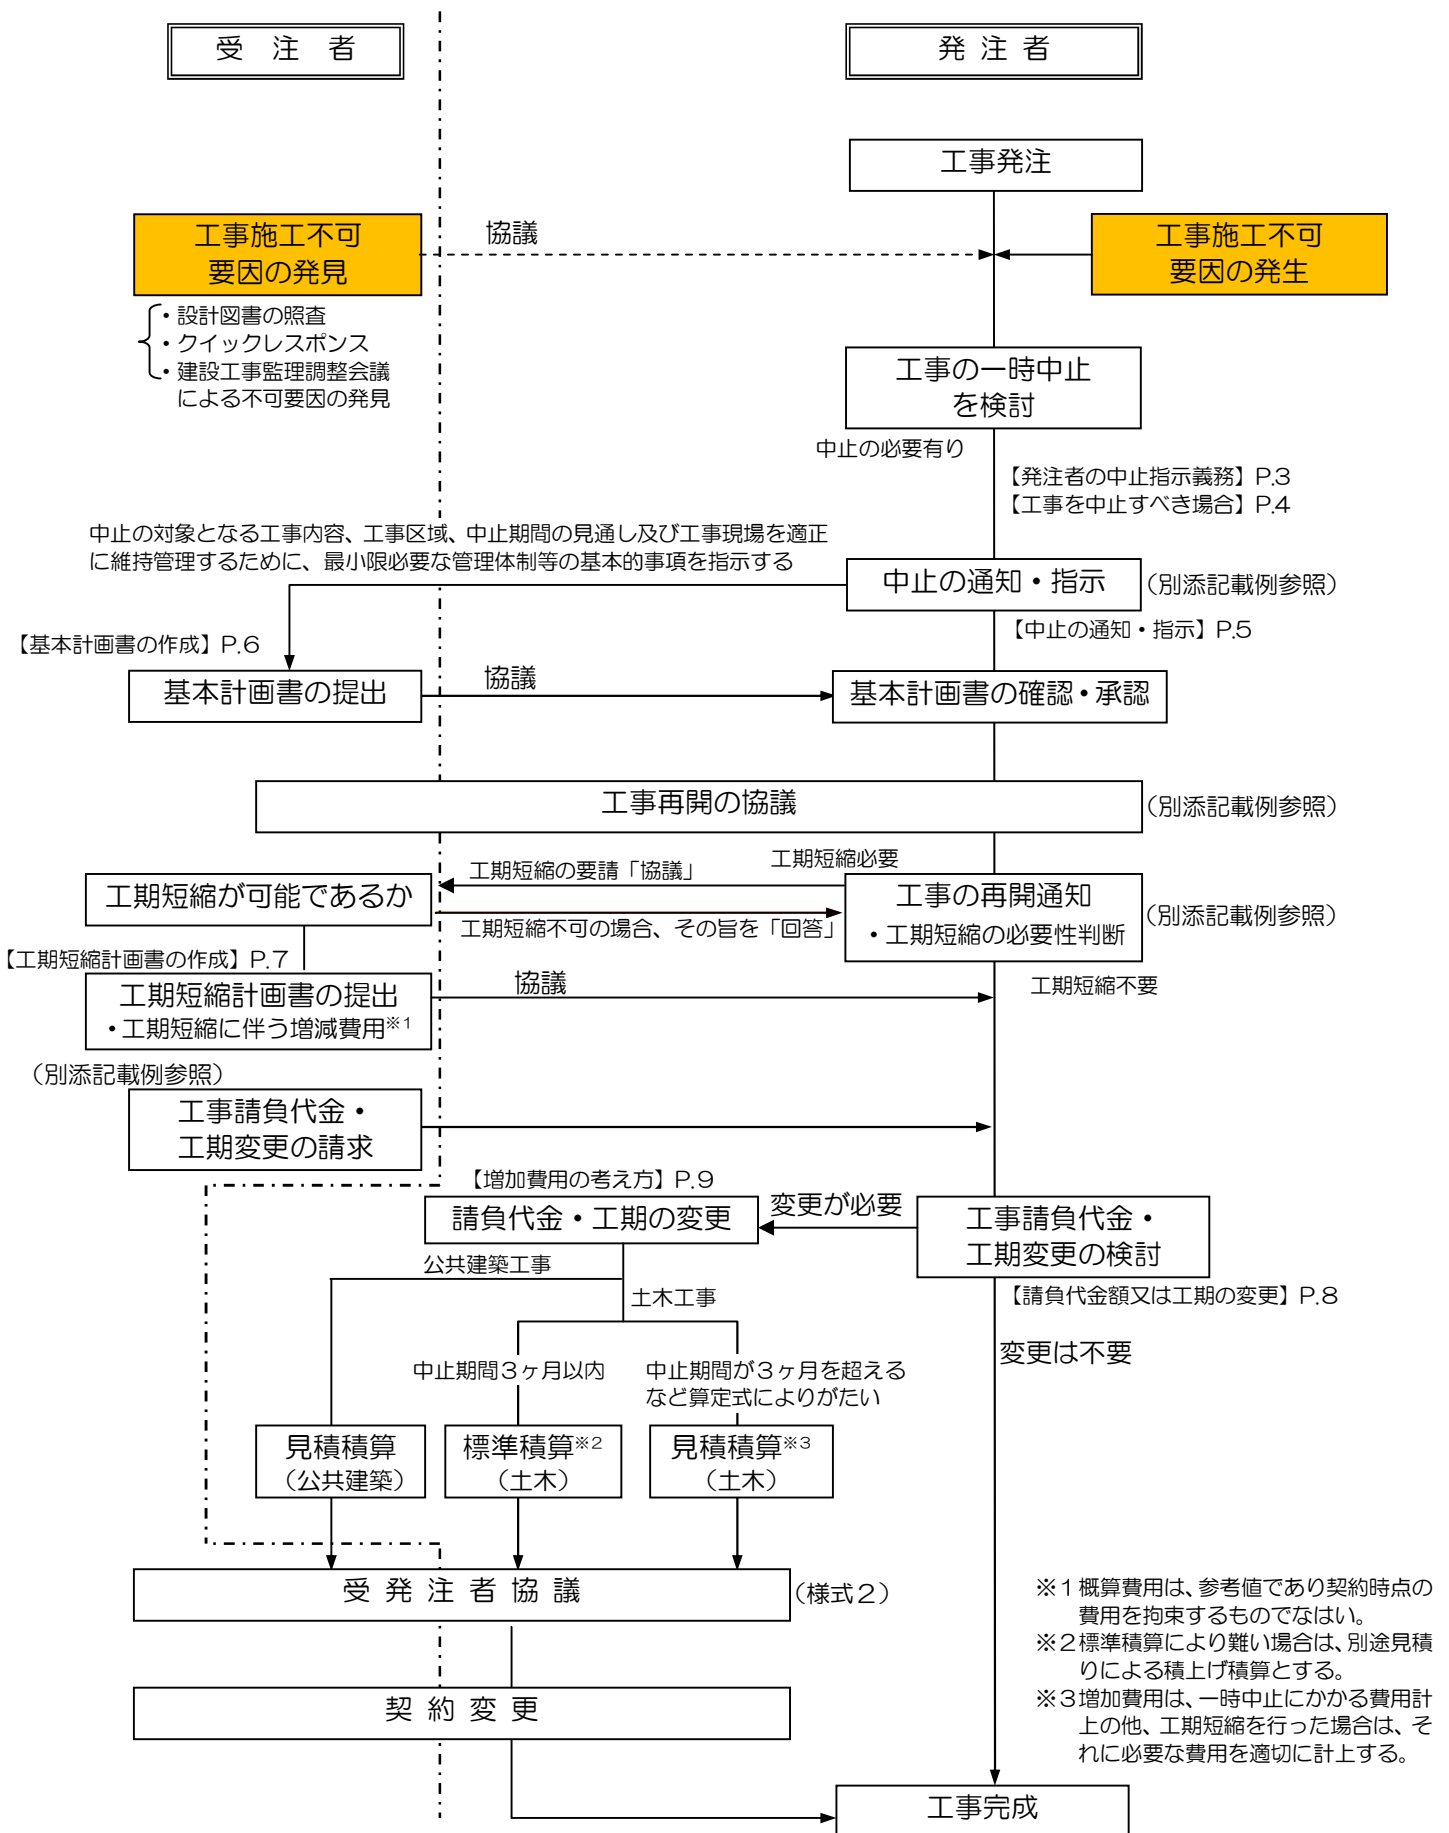 受　注　者
発 注 者
工事発注
工事施工不可
要因の発見
協議
工事施工不可
要因の発生
・設計図書の照査
・クイックレスポンス
・建設工事監理調整会議
による不可要因の発見
工事の一時中止
を検討
中止の必要有り
【発注者の中止指示義務】P.3
【工事を中止すべき場合】P.4
中止の対象となる工事内容、工事区域、中止期間の見通し及び工事現場を適正
に維持管理するために、最小限必要な管理体制等の基本的事項を指示する
中止の通知・指示
（別添記載例参照）
【中止の通知・指示】P.5
【基本計画書の作成】P.6
基本計画書の提出
協議
基本計画書の確認・承認
工事再開の協議
（別添記載例参照）
工期短縮必要
工期短縮の要請「協議」
工期短縮が可能であるか
工事の再開通知
・工期短縮の必要性判断
（別添記載例参照）
工期短縮不可の場合、その旨を「回答」
【工期短縮計画書の作成】P.7
工期短縮計画書の提出
・工期短縮に伴う増減費用※1
協議
工期短縮不要
（別添記載例参照）
工事請負代金・
工期変更の請求
【増加費用の考え方】P.9
請負代金・工期の変更
変更が必要
工事請負代金・
工期変更の検討
公共建築工事
土木工事
【請負代金額又は工期の変更】P.8
変更は不要
中止期間３ヶ月以内
中止期間が３ヶ月を超える
など算定式によりがたい
見積積算
（公共建築）
標準積算※2
（土木）
見積積算※3
（土木）
受 発 注 者 協 議
（様式２）
※１概算費用は、参考値であり契約時点の
費用を拘束するものでなはい。
※２標準積算により難い場合は、別途見積
りによる積上げ積算とする。
※３増加費用は、一時中止にかかる費用計
上の他、工期短縮を行った場合は、そ
れに必要な費用を適切に計上する。
契 約 変 更
工事完成